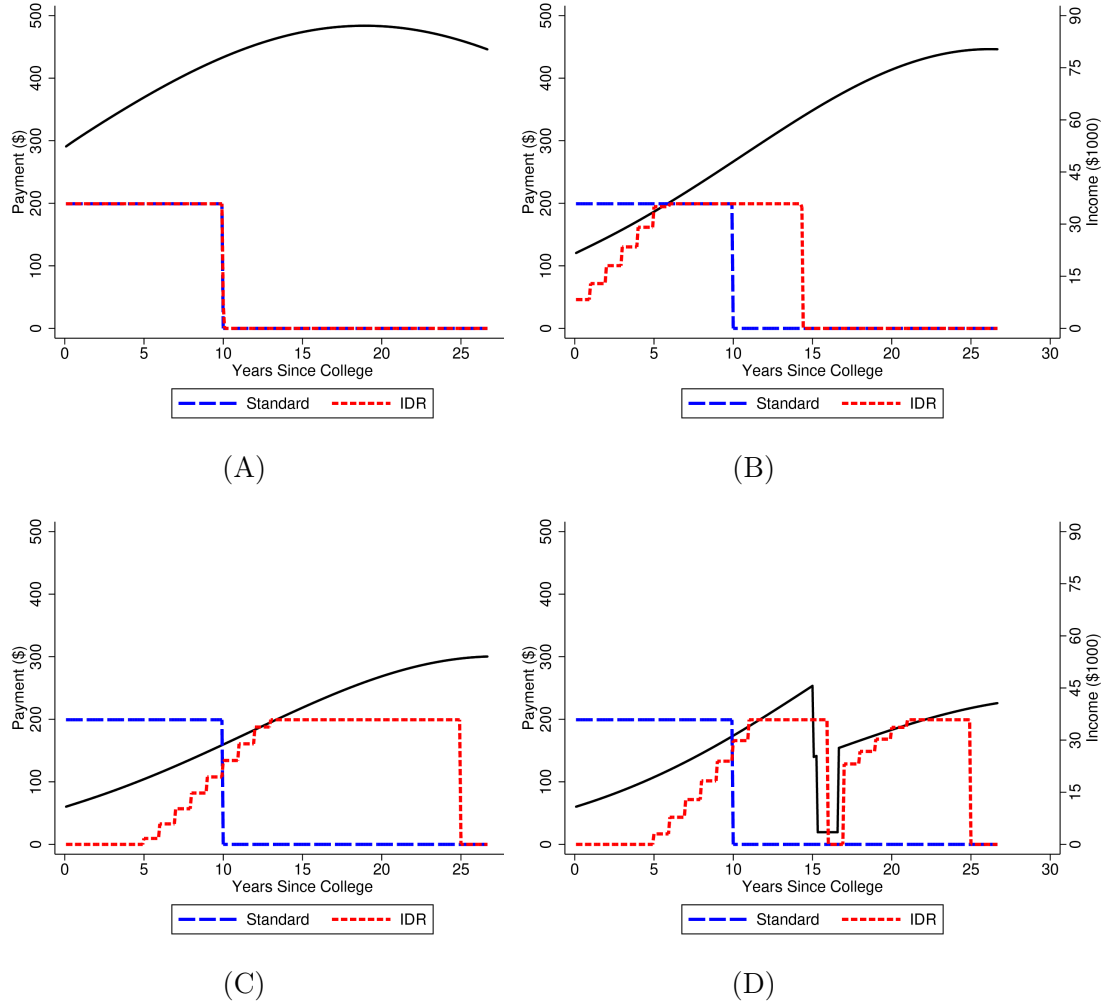 500
400
300
200
100
0
Payment ($)
0 5 10 15 20 25
Years Since College
Standard IDR
(A)
500
400
300
200
100
0
Payment ($)
90
75
60
45
30
15
0
Income ($1000)
0 5 10 15 20 25 30
Years Since College
Standard IDR
(B)
500
400
300
200
100
0
Payment ($)
0 5 10 15 20 25
Years Since College
Standard IDR
(C)
500
400
300
200
100
0
Payment ($)
90
75
60
45
30
15
0
Income ($1000)
0 5 10 15 20 25 30
Years Since College
Standard IDR
(D)